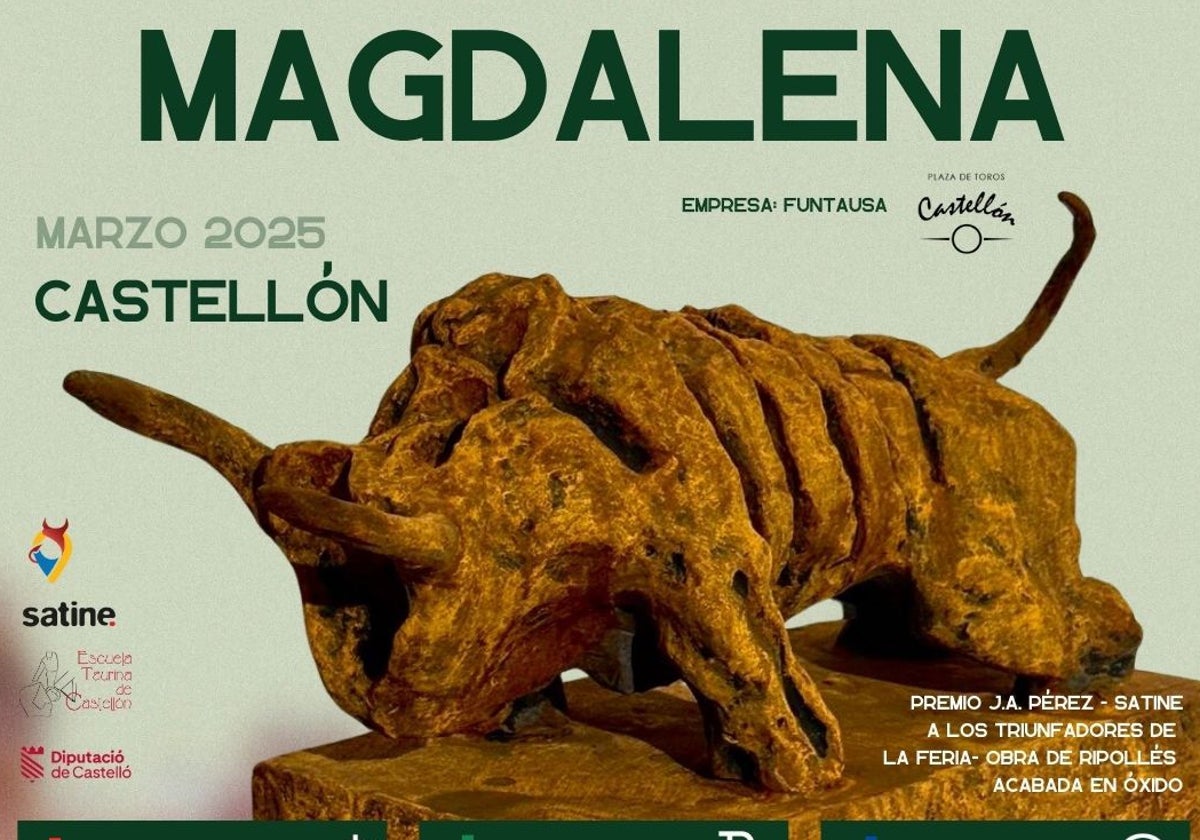 MAGDALENA
PLAZA DE TOROS
Castellón
EMPRESA: FUNTAUSA
MARZO 2025
CASTELLÓN
satine.
Escuela
Taurina
de
Castellón
Diputació
de Castelló
PREMIO J.A. PÉREZ - SATINE
A LOS TRIUNFADORES DE
LA FERIA- OBRA DE RIPOLLÉS
ACABADA EN ÓXIDO